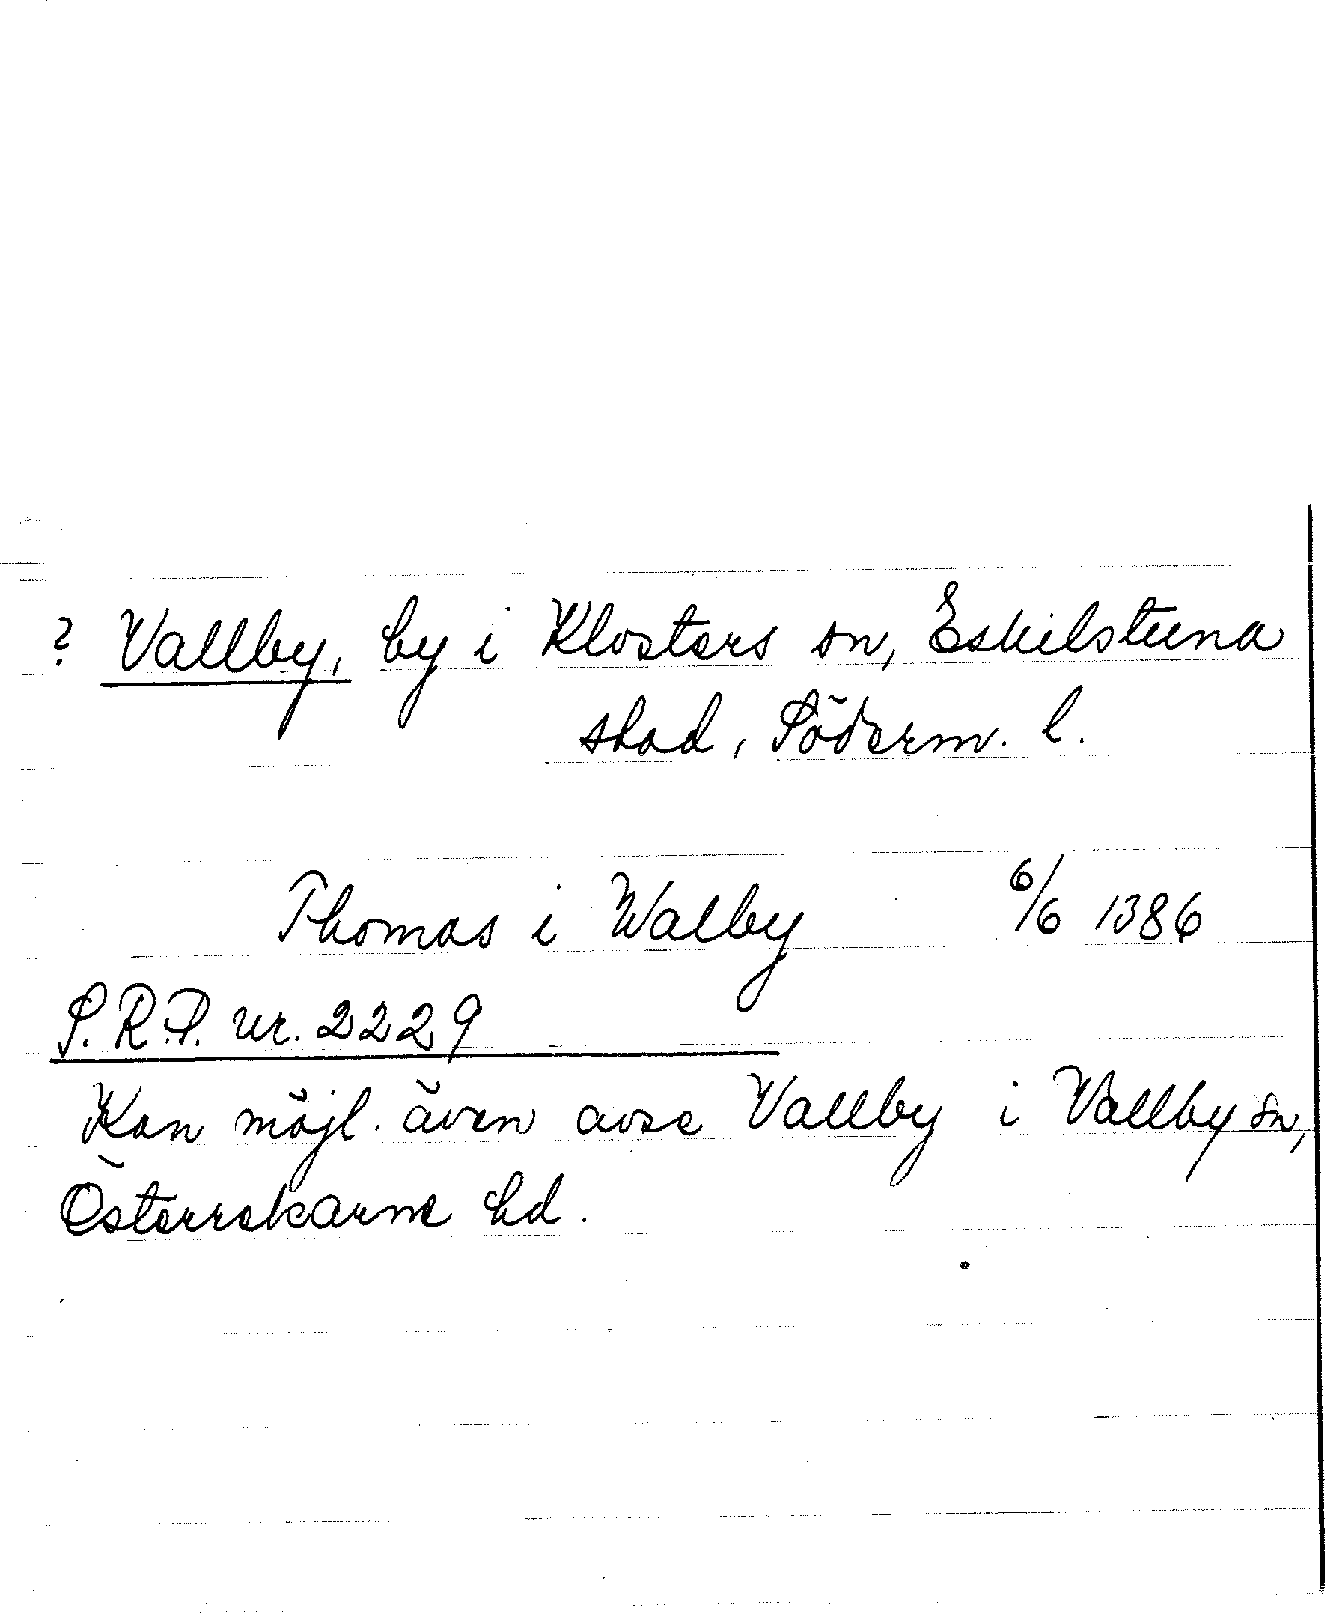 ? Vallby, by i Klosters sn, Eskilstuna
stad, Söderm. l.
Thomas i Walby 6/6 1386
S.R.P. nr. 2229
Kan möjl. även avse Vallby i Vallby sn,
Österrekarne hd.